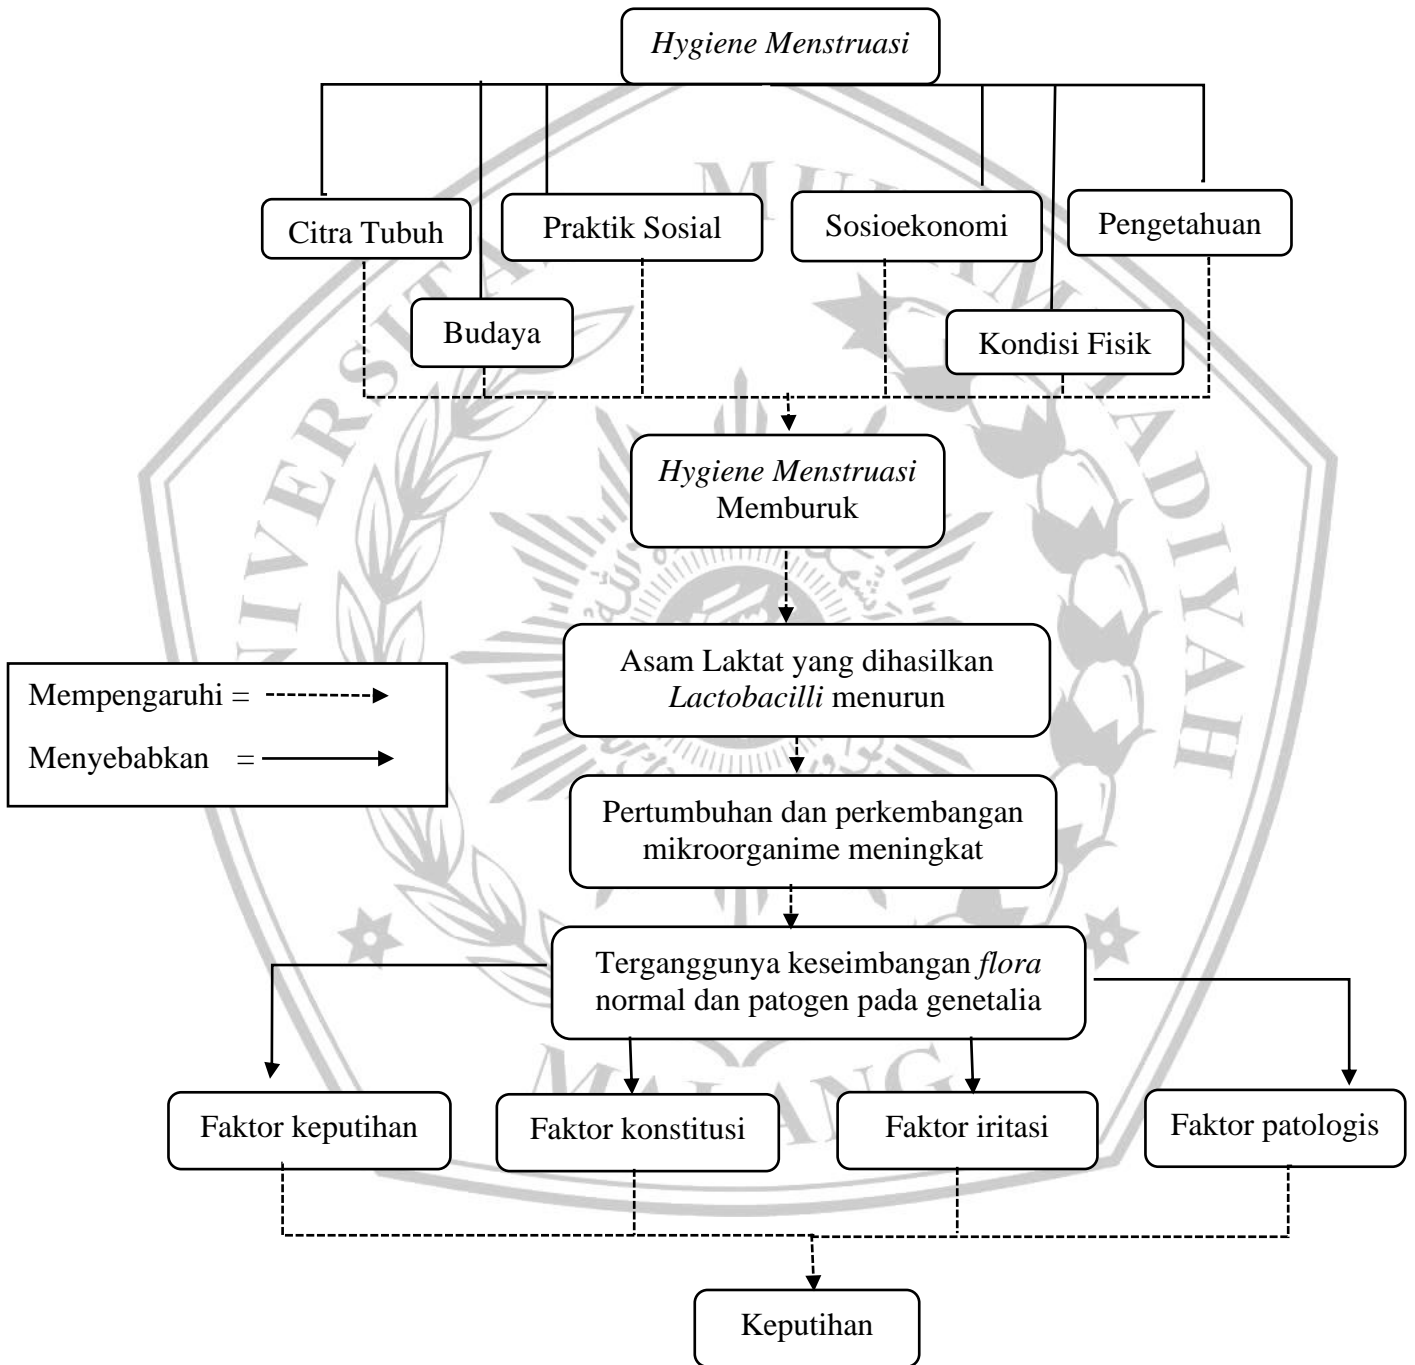 Hygiene Menstruasi
Citra Tubuh
Praktik Sosial
Sosioekonomi
Pengetahuan
Budaya
Kondisi Fisik
Hygiene Menstruasi
Memburuk
Asam Laktat yang dihasilkan
Lactobacilli menurun
Mempengaruhi =
Menyebabkan =
Pertumbuhan dan perkembangan
mikroorganime meningkat
Terganggunya keseimbangan flora
normal dan patogen pada genetalia
Faktor keputihan
Faktor konstitusi
Faktor iritasi
Faktor patologis
Keputihan
MALANG